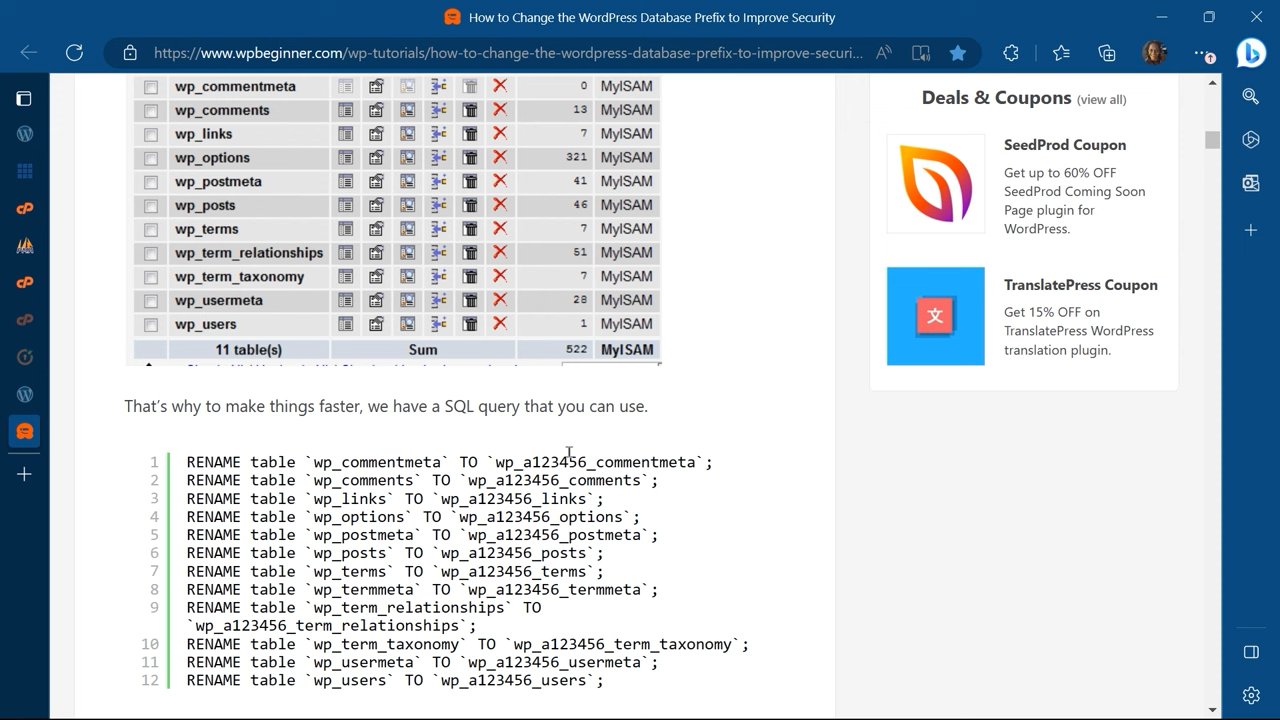 How to Change the WordPress Database Prefix to Improve Security
https://www.wpbeginner.com/wp-tutorials/how-to-change-the-wordpress-database-prefix-to-improve-securi...
wp_commentmeta 0 MyISAM
wp_comments 13 MyISAM
wp_links 7 MyISAM
wp_options 321 MyISAM
wp_postmeta 41 MyISAM
wp_posts 46 MyISAM
wp_terms 7 MyISAM
wp_term_relationships 51 MyISAM
wp_term_taxonomy 7 MyISAM
wp_usermeta 28 MyISAM
wp_users 1 MyISAM
11 table(s) Sum 522 MyISAM
That's why to make things faster, we have a SQL query that you can use.
1 RENAME table `wp_commentmeta` TO `wp_a123456_commentmeta`;
2 RENAME table `wp_comments` TO `wp_a123456_comments`;
3 RENAME table `wp_links` TO `wp_a123456_links`;
4 RENAME table `wp_options` TO `wp_a123456_options`;
5 RENAME table `wp_postmeta` TO `wp_a123456_postmeta`;
6 RENAME table `wp_posts` TO `wp_a123456_posts`;
7 RENAME table `wp_terms` TO `wp_a123456_terms`;
8 RENAME table `wp_termmeta` TO `wp_a123456_termmeta`;
9 RENAME table `wp_term_relationships` TO
`wp_a123456_term_relationships`;
10 RENAME table `wp_term_taxonomy` TO `wp_a123456_term_taxonomy`;
11 RENAME table `wp_usermeta` TO `wp_a123456_usermeta`;
12 RENAME table `wp_users` TO `wp_a123456_users`;
Deals & Coupons (view all)
SeedProd Coupon
Get up to 60% OFF
SeedProd Coming Soon
Page plugin for
WordPress.
TranslatePress Coupon
Get 15% OFF on
TranslatePress WordPress
translation plugin.
文